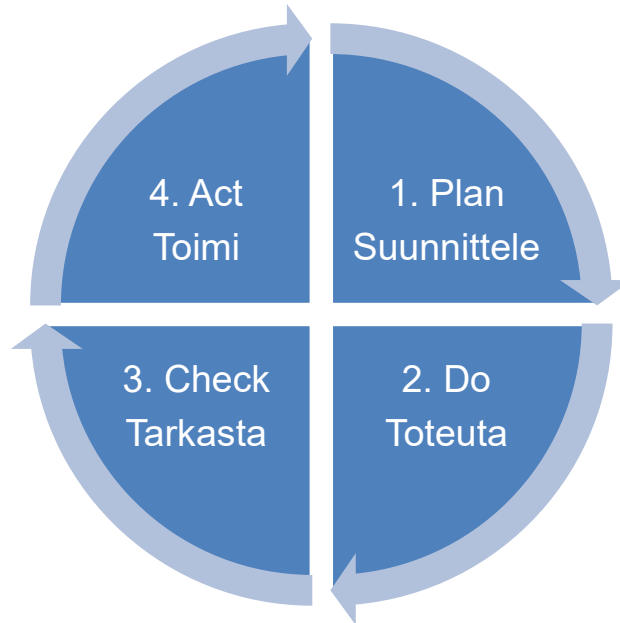 1. Plan
Suunnittele
2. Do
Toteuta
3. Check
Tarkasta
4. Act
Toimi